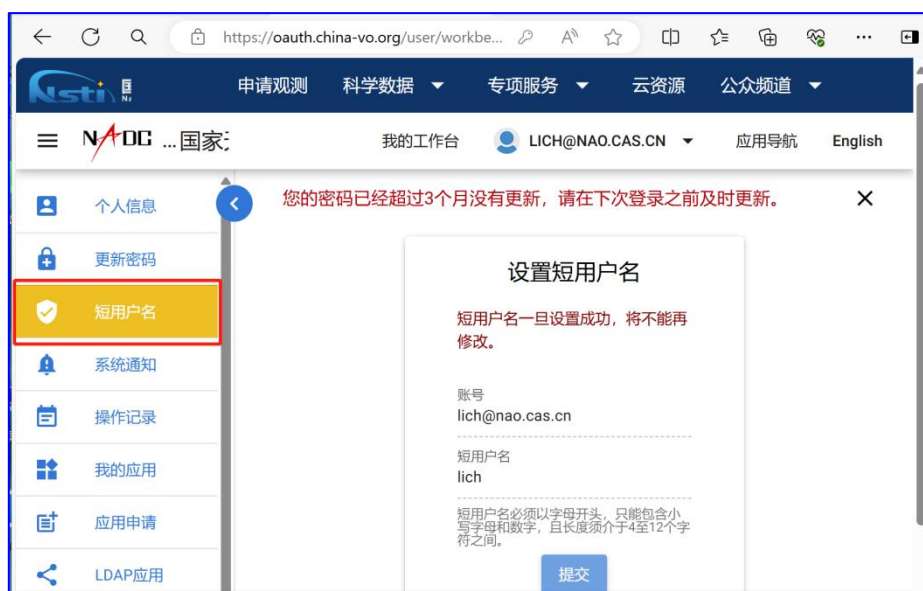 https://oauth.china-vo.org/user/workbe...
Nsti
申请观测 科学数据 专项服务 云资源 公众频道
NADC ...国家天
我的工作台 LICH@NAO.CAS.CN 应用导航 English
您的密码已经超过3个月没有更新，请在下次登录之前及时更新。
个人信息
更新密码
短用户名
系统通知
操作记录
我的应用
应用申请
LDAP应用
设置短用户名
短用户名一旦设置成功，将不能再
修改。
账号
lich@nao.cas.cn
短用户名
lich
短用户名必须以字母开头，只能包含小
写字母和数字，且长度须介于4至12个字
符之间。
提交